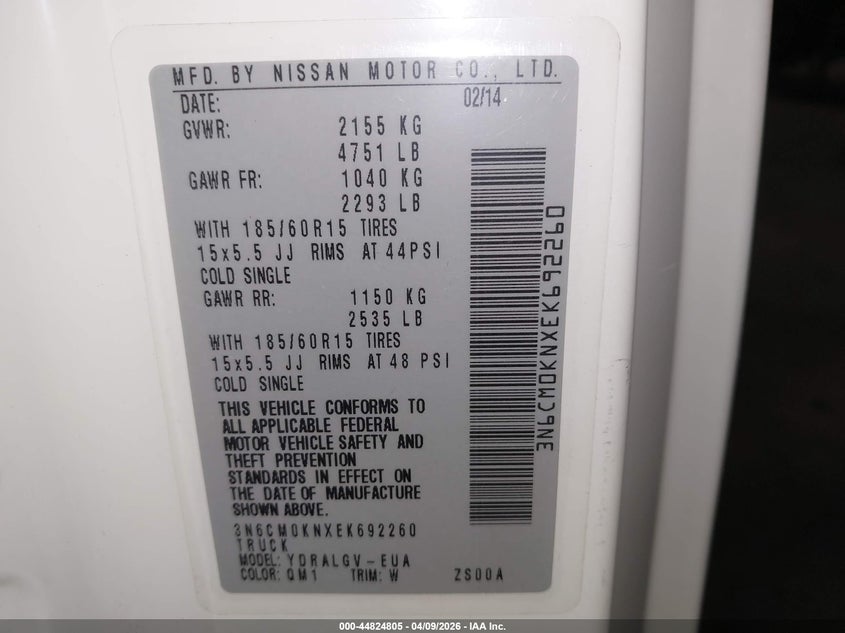 MFD. BY NISSAN MOTOR CO., LTD.
DATE: 02/14
GVWR: 2155 KG
4751 LB
GAWR FR: 1040 KG
2293 LB
WITH 185/60R15 TIRES
15x5.5 JJ RIMS AT 44PSI
COLD SINGLE
GAWR RR: 1150 KG
2535 LB
WITH 185/60R15 TIRES
15x5.5 JJ RIMS AT 48 PSI
COLD SINGLE
THIS VEHICLE CONFORMS TO
ALL APPLICABLE FEDERAL
MOTOR VEHICLE SAFETY AND
THEFT PREVENTION
STANDARDS IN EFFECT ON
THE DATE OF MANUFACTURE
SHOWN ABOVE.
3N6CM0KNXEK692260
TRUCK
MODEL: YDRALGV-EUA
COLOR: QM1 TRIM: W ZS00A
3N6CM0KNXEK692260
000-44824805 - 04/09/2026 - IAA Inc.